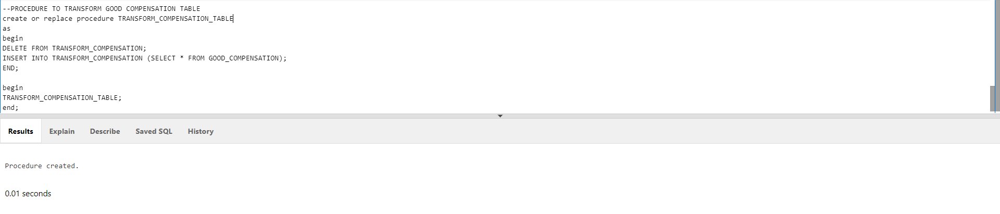 --PROCEDURE TO TRANSFORM GOOD COMPENSATION TABLE
create or replace procedure TRANSFORM_COMPENSATION_TABLE
as
begin
DELETE FROM TRANSFORM_COMPENSATION;
INSERT INTO TRANSFORM_COMPENSATION (SELECT * FROM GOOD_COMPENSATION);
END;
begin
TRANSFORM_COMPENSATION_TABLE;
end;
Results Explain Describe Saved SQL History
Procedure created.
0.01 seconds